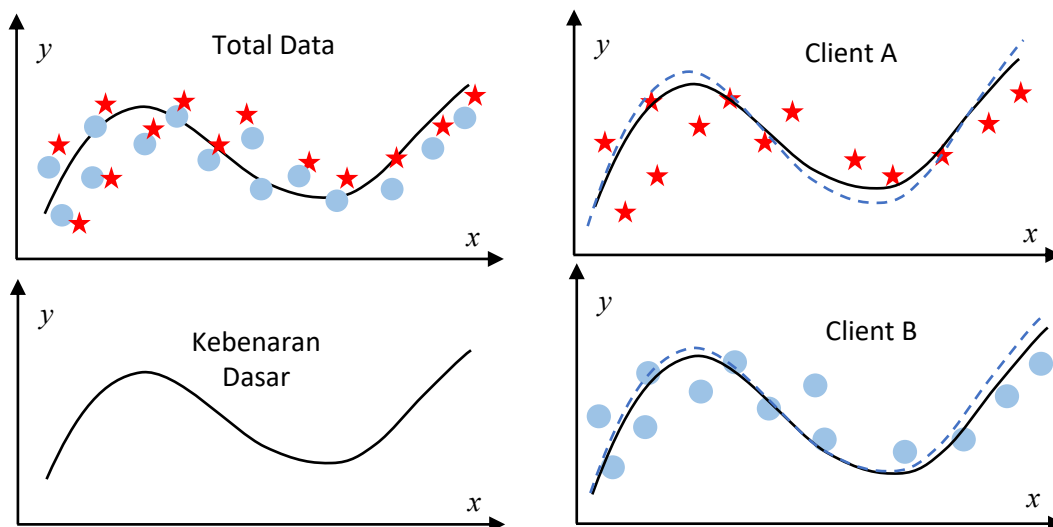 y
Total Data
x
y
Client A
x
y
Kebenaran
Dasar
x
y
Client B
x